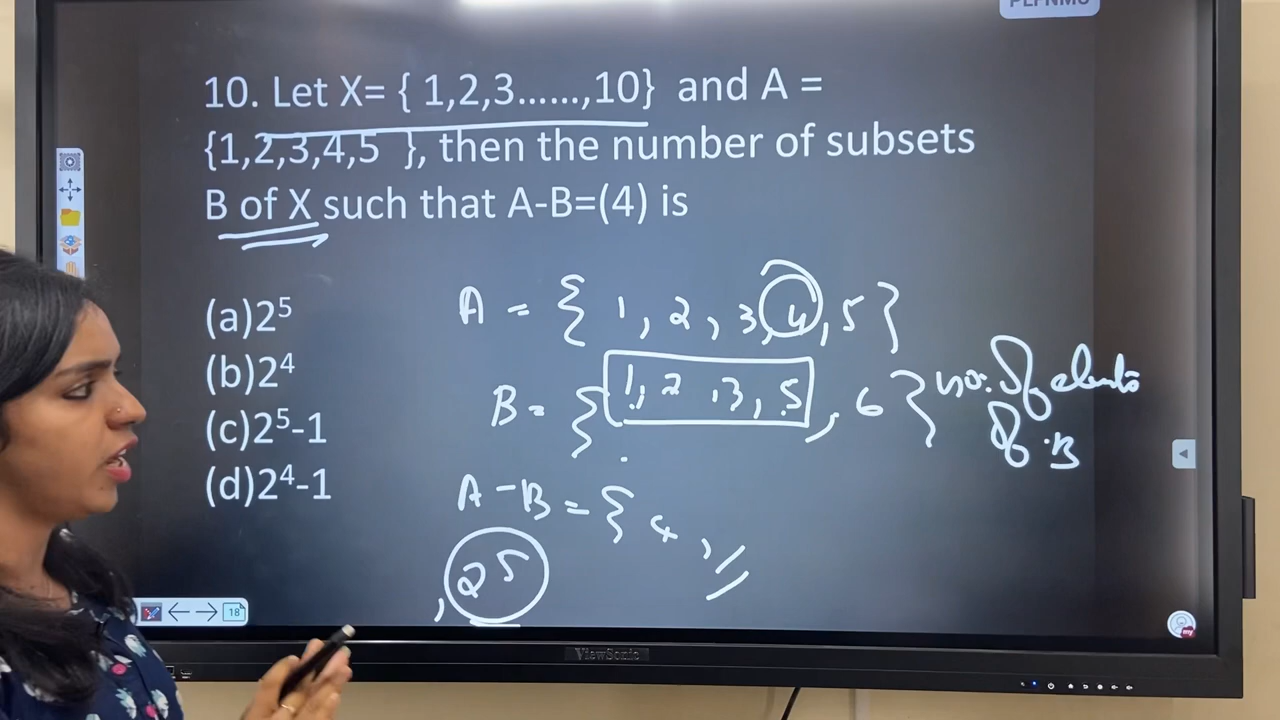 10. Let X= { 1,2,3......,10} and A =
{1,2,3,4,5 }, then the number of subsets
B of X such that A-B=(4) is
(a)2⁵
(b)2⁴
(c)2⁵-1
(d)2⁴-1
A = { 1, 2, 3, 4, 5 }
B = { 1, 2 , 3, 5 , 6 } no. of
of B
A - B = { 4 ,
2⁵
18
ViewSonic